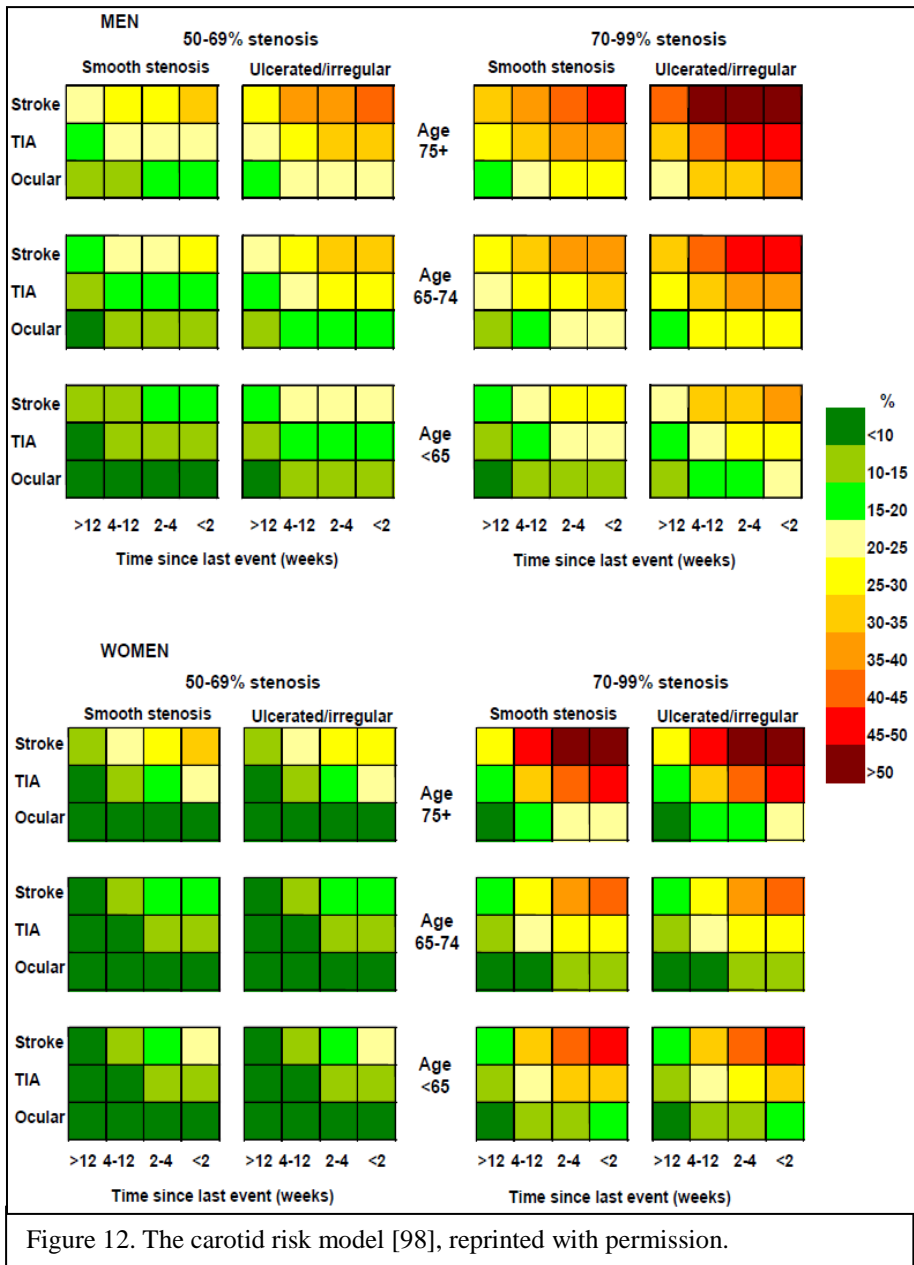 MEN
50-69% stenosis
70-99% stenosis
Smooth stenosis
Ulcerated/irregular
Smooth stenosis
Ulcerated/irregular
Stroke
TIA
Ocular
Age
75+
Stroke
TIA
Ocular
Age
65-74
Stroke
TIA
Ocular
Age
<65
>12 4-12 2-4 <2
>12 4-12 2-4 <2
>12 4-12 2-4 <2
>12 4-12 2-4 <2
Time since last event (weeks)
Time since last event (weeks)
%
<10
10-15
15-20
20-25
25-30
30-35
35-40
40-45
45-50
>50
WOMEN
50-69% stenosis
70-99% stenosis
Smooth stenosis
Ulcerated/irregular
Smooth stenosis
Ulcerated/irregular
Stroke
TIA
Ocular
Age
75+
Stroke
TIA
Ocular
Age
65-74
Stroke
TIA
Ocular
Age
<65
>12 4-12 2-4 <2
>12 4-12 2-4 <2
>12 4-12 2-4 <2
>12 4-12 2-4 <2
Time since last event (weeks)
Time since last event (weeks)
Figure 12. The carotid risk model [98], reprinted with permission.